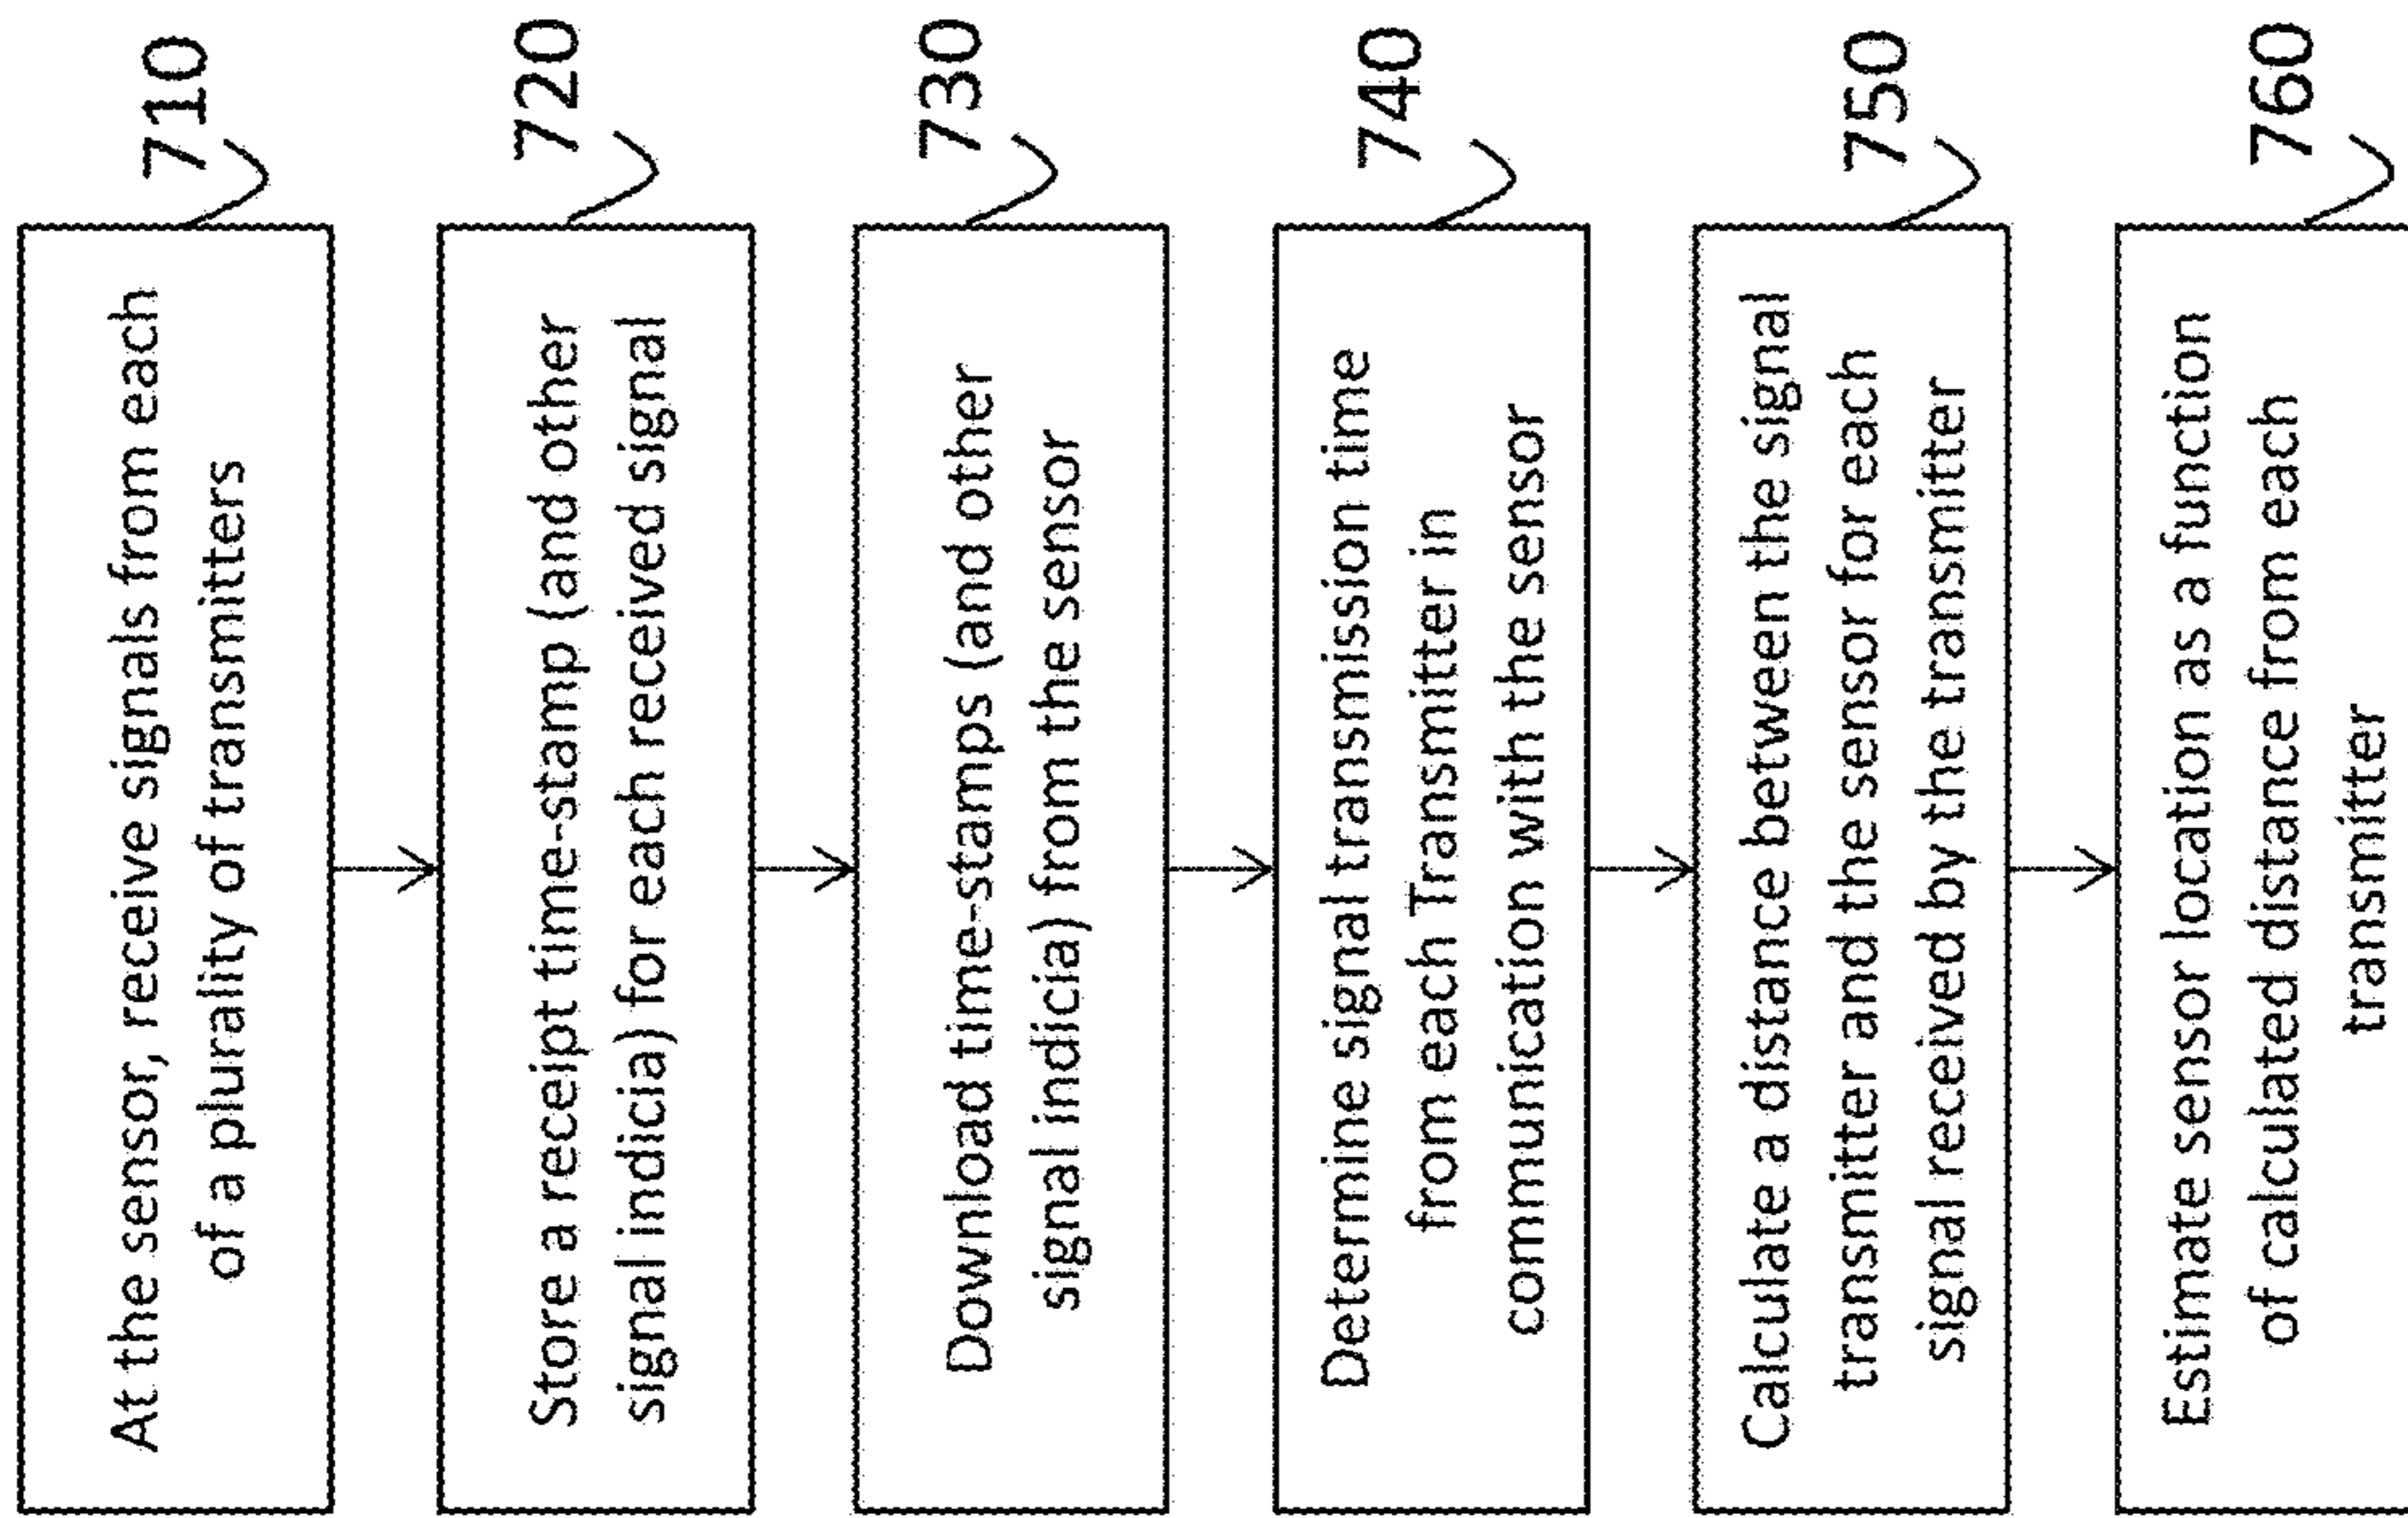 At the sensor, receive signals from each
of a plurality of transmitters
710
Store a receipt time-stamp (and other
signal indicia) for each received signal
720
Download time-stamps (and other
signal indicia) from the sensor
730
Determine signal transmission time
from each Transmitter in
communication with the sensor
740
Calculate a distance between the signal
transmitter and the sensor for each
signal received by the transmitter
750
Estimate sensor location as a function
of calculated distance from each
transmitter
760